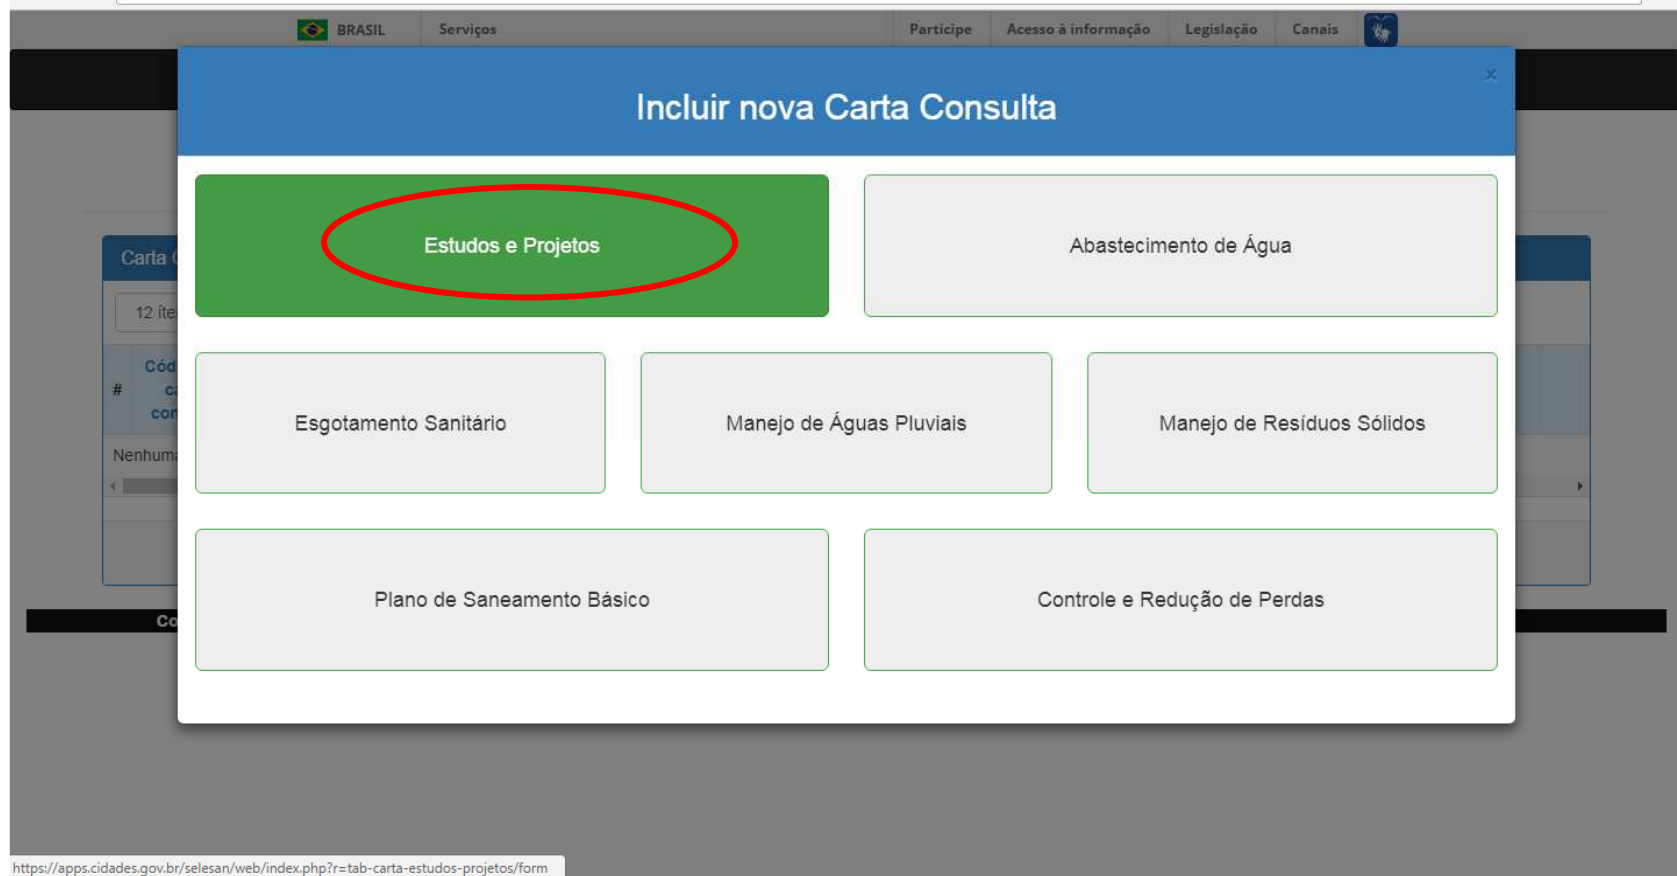 BRASIL Serviços Participe Acesso à informação Legislação Canais
×
Incluir nova Carta Consulta
Estudos e Projetos Abastecimento de Água
Carta
12
#
Esgotamento Sanitário Manejo de Águas Pluviais Manejo de Resíduos Sólidos
Plano de Saneamento Básico Controle e Redução de Perdas
https://apps.cidades.gov.br/selesan/web/index.php?r=tab-carta-estudos-projetos/form